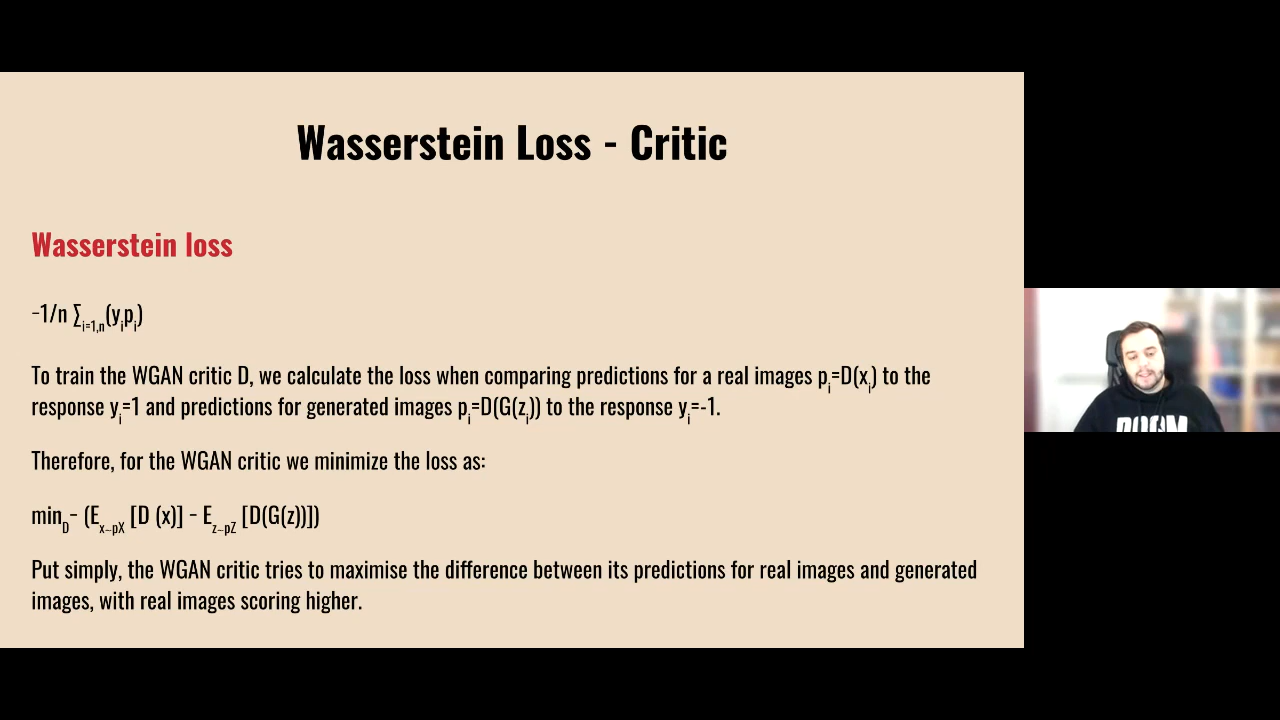 Wasserstein Loss - Critic
Wasserstein loss
−1/n ∑i=1,n(yipi)
To train the WGAN critic D, we calculate the loss when comparing predictions for a real images pi=D(xi) to the
response yi=1 and predictions for generated images pi=D(G(zi)) to the response yi=-1.
Therefore, for the WGAN critic we minimize the loss as:
minD− (Ex∼pX [D (x)] − Ez∼pZ [D(G(z))])
Put simply, the WGAN critic tries to maximise the difference between its predictions for real images and generated
images, with real images scoring higher.